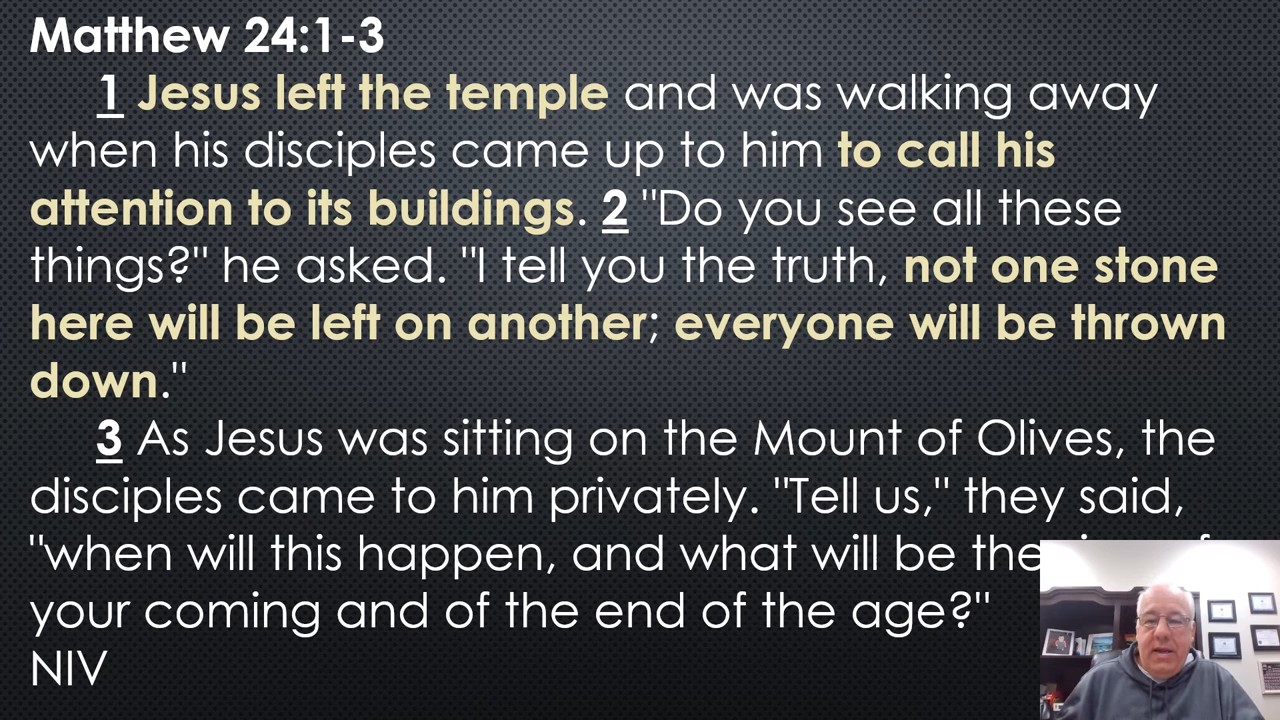 Matthew 24:1-3
1 Jesus left the temple and was walking away
when his disciples came up to him to call his
attention to its buildings. 2 "Do you see all these
things?" he asked. "I tell you the truth, not one stone
here will be left on another; everyone will be thrown
down."
3 As Jesus was sitting on the Mount of Olives, the
disciples came to him privately. "Tell us," they said,
"when will this happen, and what will be the
your coming and of the end of the age?"
NIV